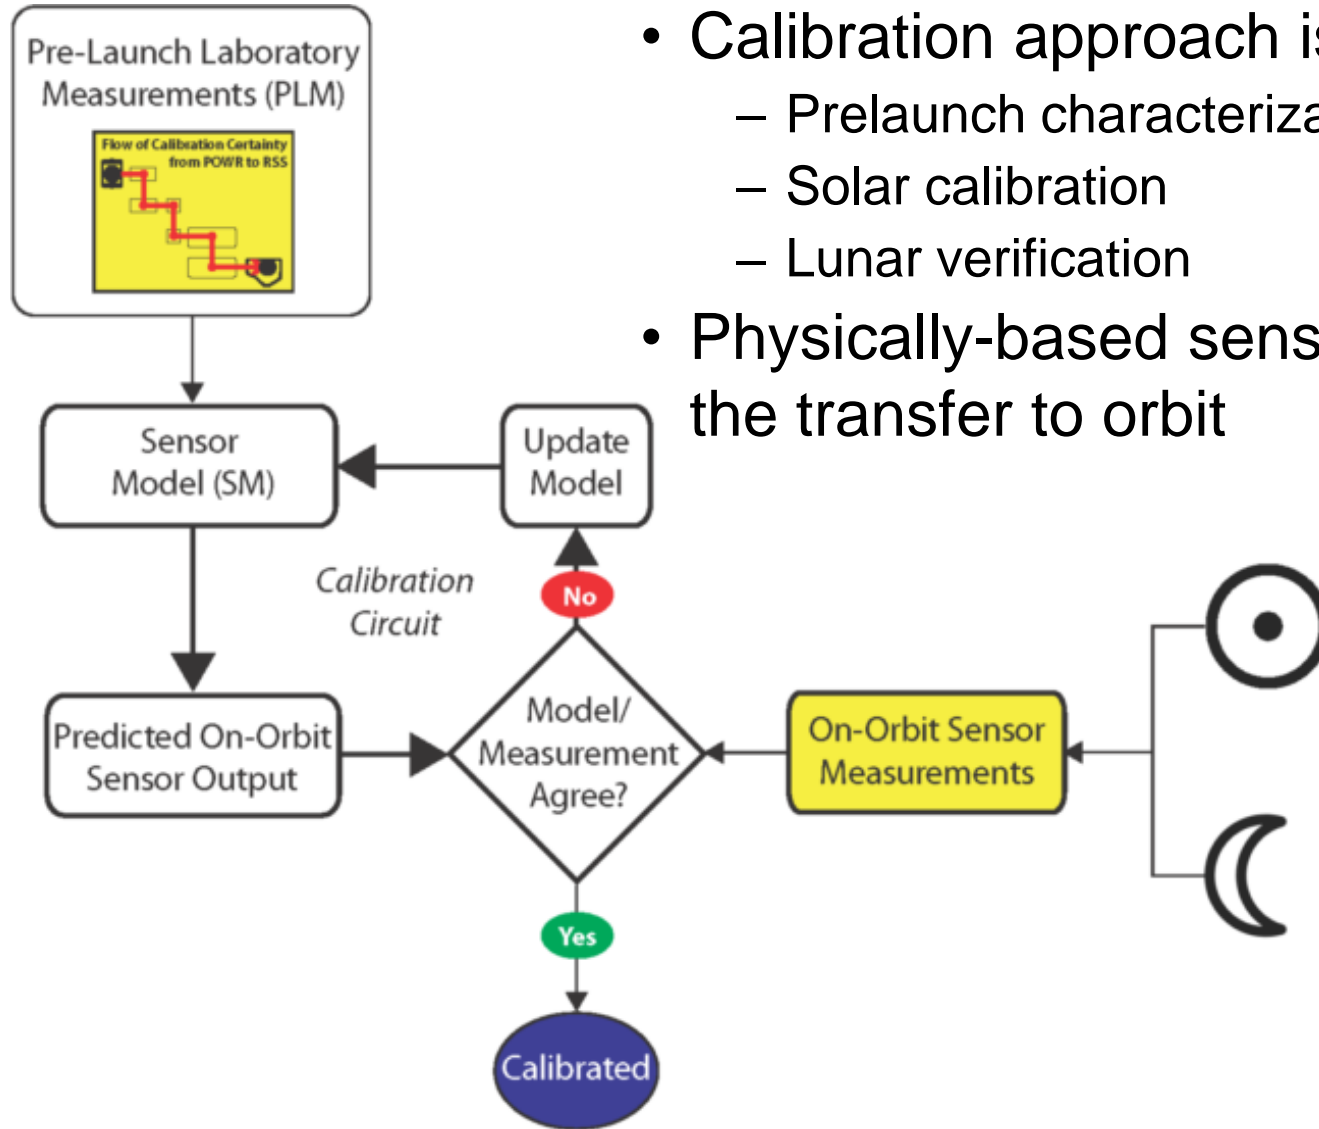 Pre-Launch Laboratory
Measurements (PLM)
Flow of Calibration Certainty
from POWR to RSS
• Calibration approach is
– Prelaunch characteriza
– Solar calibration
– Lunar verification
• Physically-based sens
the transfer to orbit
Sensor
Model (SM)
Update
Model
Calibration
Circuit
No
Predicted On-Orbit
Sensor Output
Model/
Measurement
Agree?
On-Orbit Sensor
Measurements
Yes
Calibrated